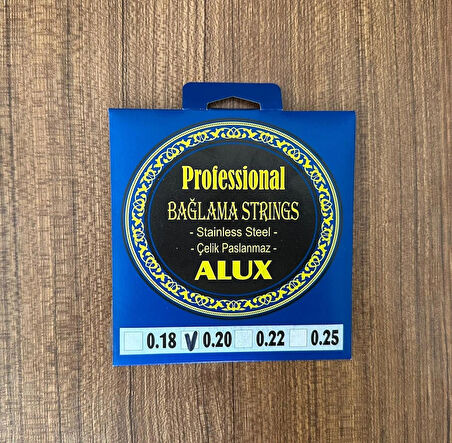 Professional
BAĞLAMA STRINGS
- Stainless Steel -
- Çelik Paslanmaz -
ALUX
0.18 0.20 0.22 0.25